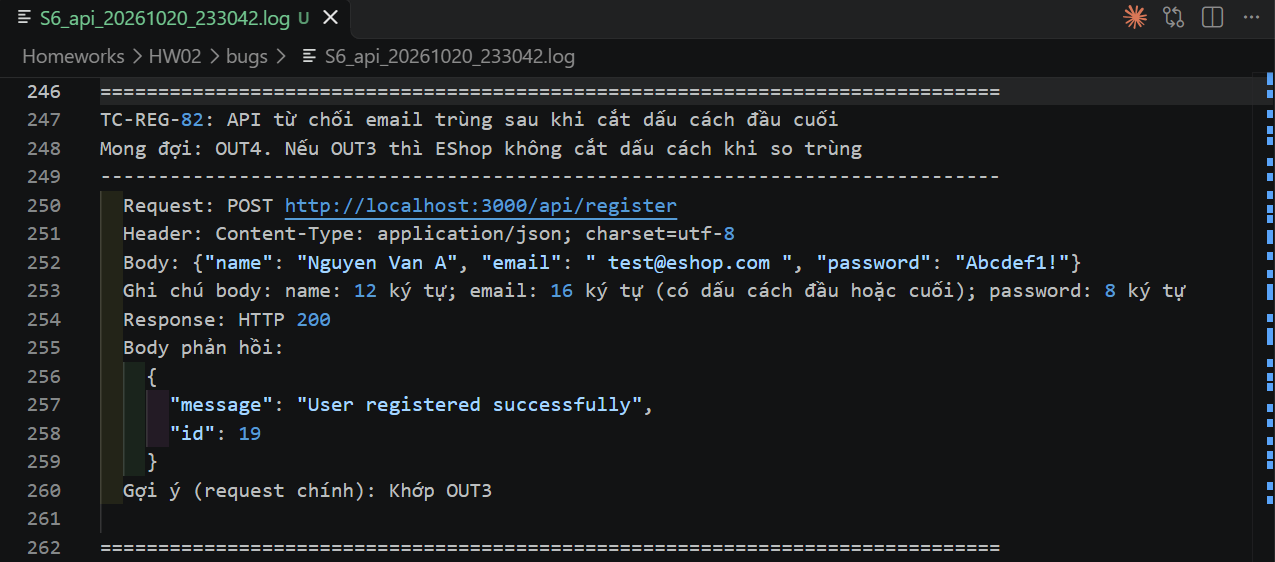 S6_api_20261020_233042.log U
Homeworks > HW02 > bugs > S6_api_20261020_233042.log
246 ==============================================================================
247 TC-REG-82: API từ chối email trùng sau khi cắt dấu cách đầu cuối
248 Mong đợi: OUT4. Nếu OUT3 thì EShop không cắt dấu cách khi so trùng
249 ------------------------------------------------------------------------------
250 Request: POST http://localhost:3000/api/register
251 Header: Content-Type: application/json; charset=utf-8
252 Body: {"name": "Nguyen Van A", "email": " test@eshop.com ", "password": "Abcdef1!"}
253 Ghi chú body: name: 12 ký tự; email: 16 ký tự (có dấu cách đầu hoặc cuối); password: 8 ký tự
254 Response: HTTP 200
255 Body phản hồi:
256 {
257 "message": "User registered successfully",
258 "id": 19
259 }
260 Gợi ý (request chính): Khớp OUT3
261
262 ==============================================================================